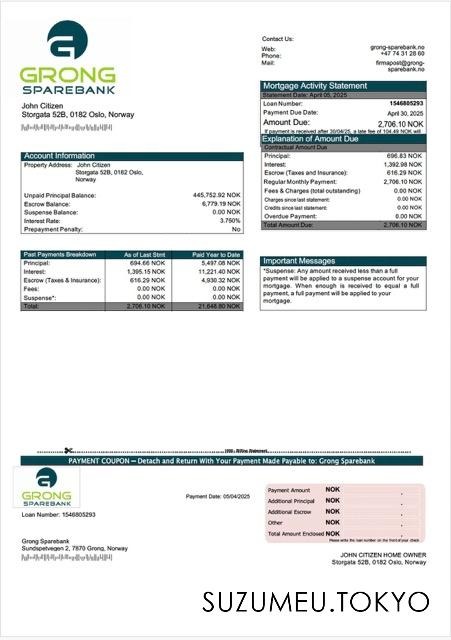 GRONG
SPAREBANK
Contact Us:
Web: grong-sparebank.no
Phone: +47 74 31 28 60
Mail: firmapost@grong-
sparebank.no
John Citizen
Storgata 52B, 0182 Oslo, Norway
Mortgage Activity Statement
Statement Date: April 05, 2025
Loan Number: 1546805293
Payment Due Date: April 30, 2025
Amount Due: 2,706.10 NOK
If payment is received after 30/04/25, a late fee of 104.49 NOK will
Explanation of Amount Due
Contractual Amount Due
Principal: 696.83 NOK
Interest: 1,392.98 NOK
Escrow (Taxes and Insurance): 616.29 NOK
Regular Monthly Payment: 2,706.10 NOK
Fees & Charges (total outstanding) 0.00 NOK
Charges since last statement: 0.00 NOK
Credits since last statement: 0.00 NOK
Overdue Payment: 0.00 NOK
Total Amount Due: 2,706.10 NOK
Account Information
Property Address: John Citizen
Storgata 52B, 0182 Oslo,
Norway
Unpaid Principal Balance: 445,752.92 NOK
Escrow Balance: 6,779.19 NOK
Suspense Balance: 0.00 NOK
Interest Rate: 3.750%
Prepayment Penalty: No
Past Payments Breakdown As of Last Stmt Paid Year to Date
Principal: 694.66 NOK 5,497.08 NOK
Interest: 1,395.15 NOK 11,221.40 NOK
Escrow (Taxes & Insurance): 616.29 NOK 4,930.32 NOK
Fees: 0.00 NOK 0.00 NOK
Suspense*: 0.00 NOK 0.00 NOK
Total: 2,706.10 NOK 21,648.80 NOK
Important Messages
*Suspense: Any amount received less than a full
payment will be applied to a suspense account for your
mortgage. When enough is received to equal a full
payment, a full payment will be applied to your
mortgage.
PAYMENT COUPON – Detach and Return With Your Payment Made Payable to: Grong Sparebank
GRONG
SPAREBANK
Payment Date: 05/04/2025
Loan Number: 1546805293
Payment Amount NOK ,
Additional Principal NOK ,
Additional Escrow NOK ,
Other NOK ,
Total Amount Enclosed NOK ,
Please write the loan number on the front of your check
Grong Sparebank
Sundspetvegen 2, 7870 Grong, Norway
JOHN CITIZEN HOME OWNER
Storgata 52B, 0182 Oslo, Norway
SUZUMEU.TOKYO